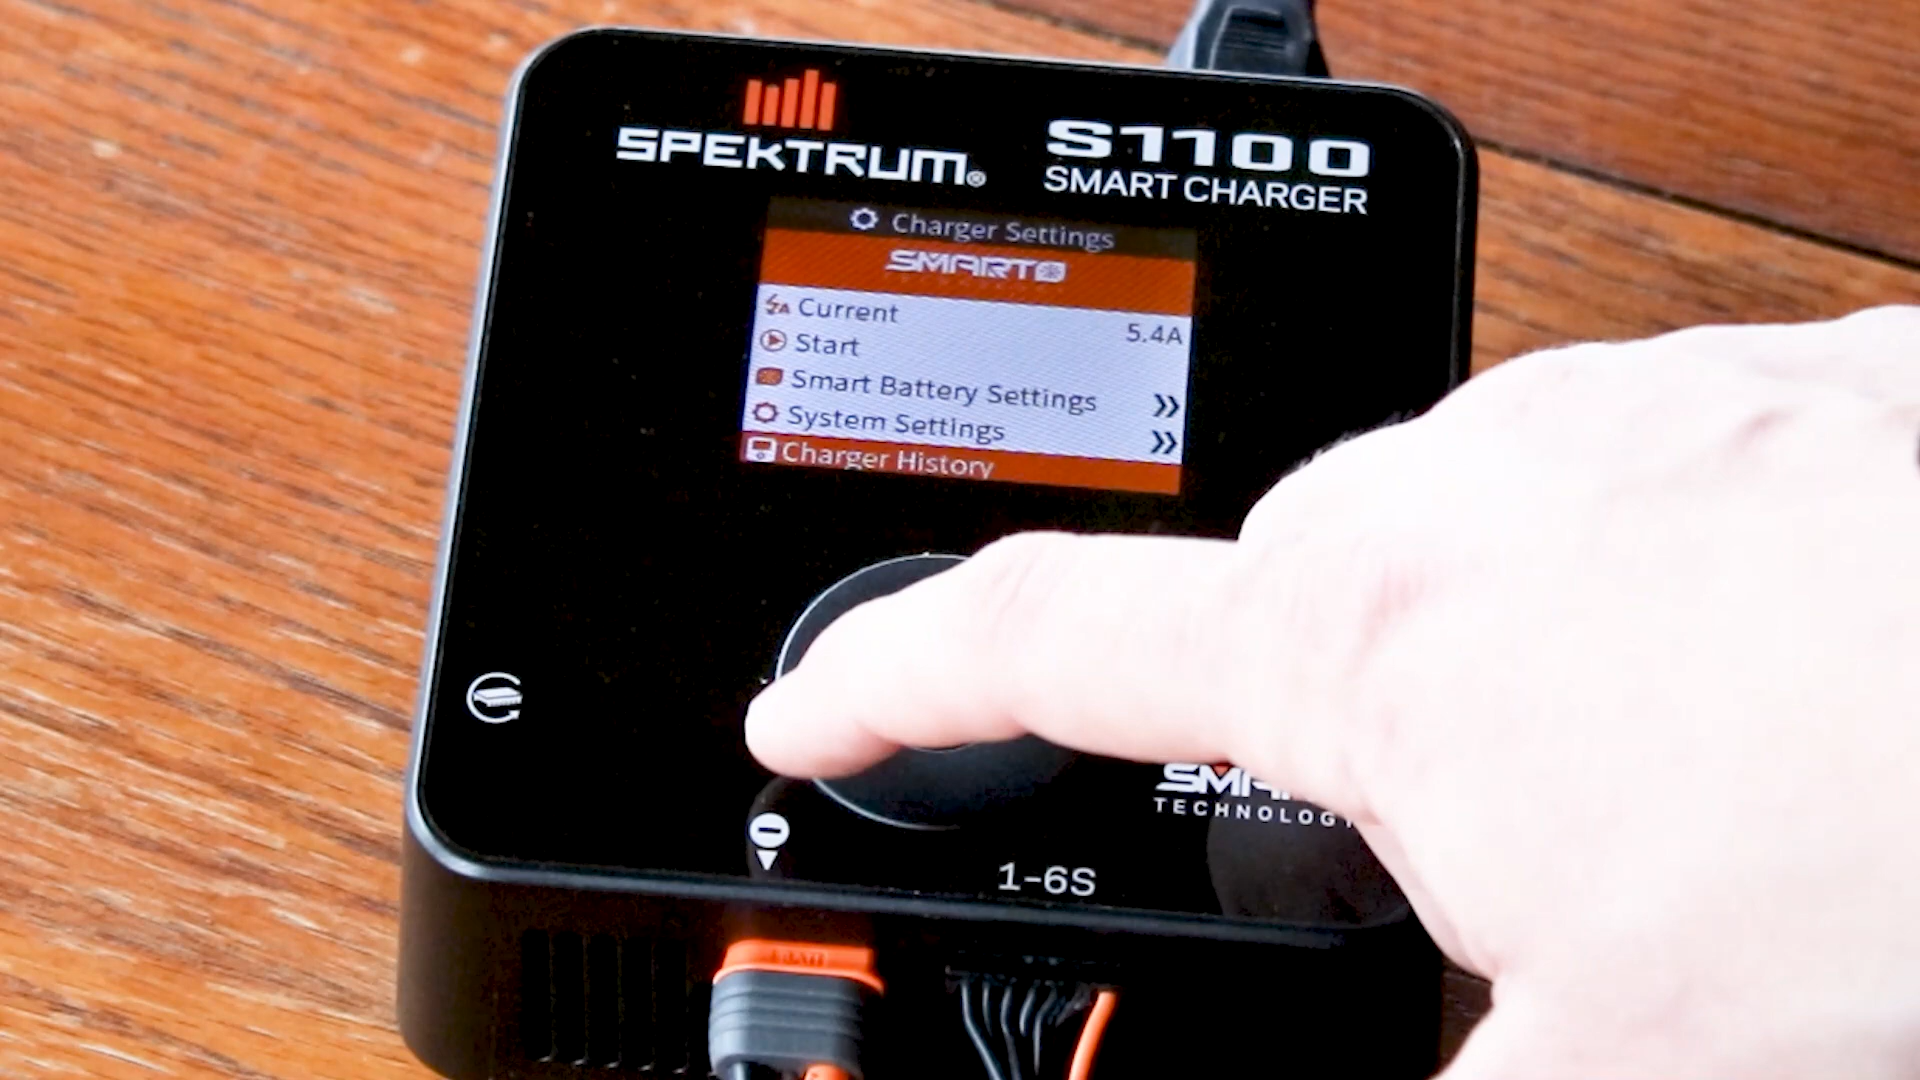 SPEKTRUM®
S1100
SMART CHARGER
Charger Settings
SMART
Current 5.4A
Start
Smart Battery Settings »
System Settings »
Charger History
TECHNOLOGY
1-6S